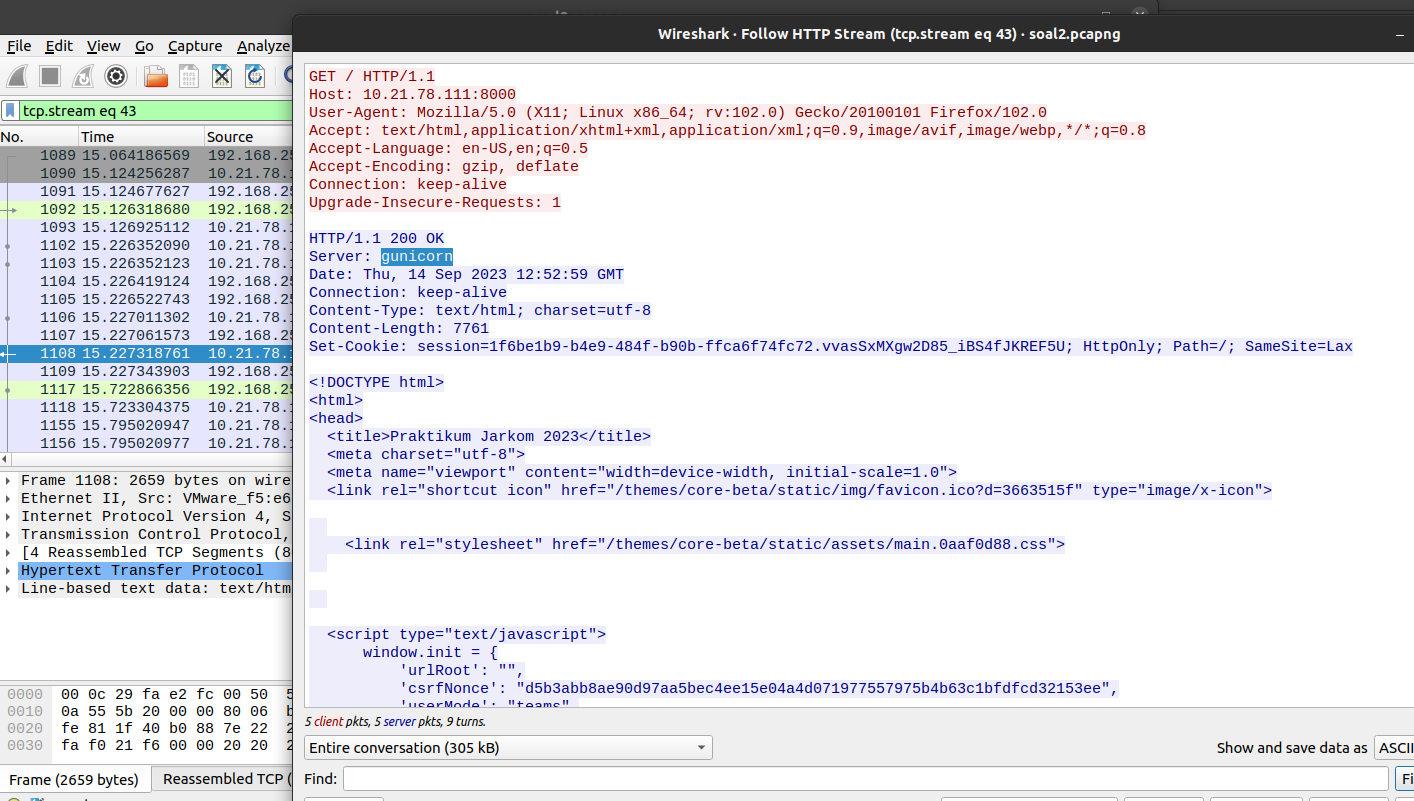 Wireshark · Follow HTTP Stream (tcp.stream eq 43) · soal2.pcapng
File Edit View Go Capture Analyze
tcp.stream eq 43
No. Time Source
1089 15.064186569 192.168.25
1090 15.124256287 10.21.78.1
1091 15.124677627 192.168.25
1092 15.126318680 192.168.25
1093 15.126925112 10.21.78.1
1102 15.226352090 10.21.78.1
1103 15.226352123 10.21.78.1
1104 15.226419124 192.168.25
1105 15.226522743 192.168.25
1106 15.227011302 10.21.78.1
1107 15.227061573 192.168.25
1108 15.227318761 10.21.78.1
1109 15.227343903 192.168.25
1117 15.722866356 192.168.25
1118 15.723304375 10.21.78.1
1155 15.795020947 10.21.78.1
1156 15.795020977 10.21.78.1
Frame 1108: 2659 bytes on wire
Ethernet II, Src: VMware_f5:e6
Internet Protocol Version 4, S
Transmission Control Protocol,
[4 Reassembled TCP Segments (8
Hypertext Transfer Protocol
Line-based text data: text/htm
0000 00 0c 29 fa e2 fc 00 50 5
0010 0a 55 5b 20 00 00 80 06 b
0020 fe 81 1f 40 b0 88 7e 22 2
0030 fa f0 21 f6 00 00 20 20 2
Frame (2659 bytes) Reassembled TCP (
GET / HTTP/1.1
Host: 10.21.78.111:8000
User-Agent: Mozilla/5.0 (X11; Linux x86_64; rv:102.0) Gecko/20100101 Firefox/102.0
Accept: text/html,application/xhtml+xml,application/xml;q=0.9,image/avif,image/webp,*/*;q=0.8
Accept-Language: en-US,en;q=0.5
Accept-Encoding: gzip, deflate
Connection: keep-alive
Upgrade-Insecure-Requests: 1
HTTP/1.1 200 OK
Server: gunicorn
Date: Thu, 14 Sep 2023 12:52:59 GMT
Connection: keep-alive
Content-Type: text/html; charset=utf-8
Content-Length: 7761
Set-Cookie: session=1f6be1b9-b4e9-484f-b90b-ffca6f74fc72.vvasSxMXgw2D85_iBS4fJKREF5U; HttpOnly; Path=/; SameSite=Lax
<!DOCTYPE html>
<html>
<head>
<title>Praktikum Jarkom 2023</title>
<meta charset="utf-8">
<meta name="viewport" content="width=device-width, initial-scale=1.0">
<link rel="shortcut icon" href="/themes/core-beta/static/img/favicon.ico?d=3663515f" type="image/x-icon">
<link rel="stylesheet" href="/themes/core-beta/static/assets/main.0aaf0d88.css">
<script type="text/javascript">
window.init = {
'urlRoot': "",
'csrfNonce': "d5b3abb8ae90d97aa5bec4ee15e04a4d071977557975b4b63c1bfdfcd32153ee",
'userMode': "teams",
5 client pkts, 5 server pkts, 9 turns.
Entire conversation (305 kB) Show and save data as ASCII
Find: Fi